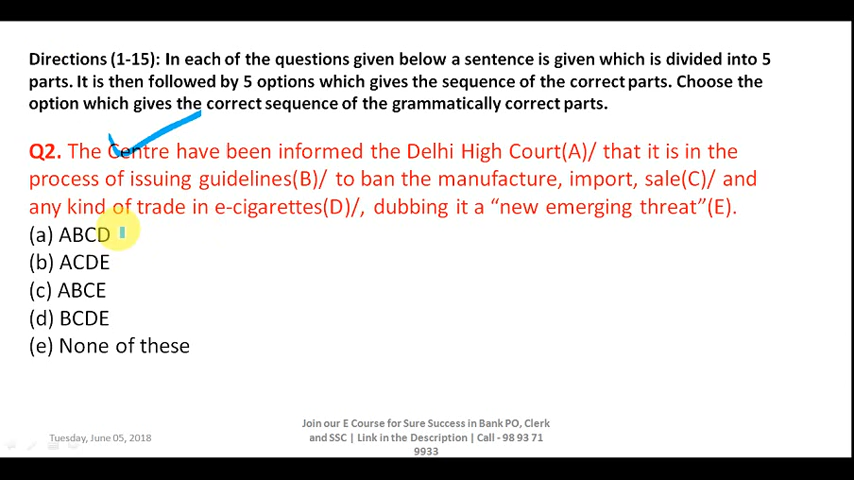 Directions (1-15): In each of the questions given below a sentence is given which is divided into 5
parts. It is then followed by 5 options which gives the sequence of the correct parts. Choose the
option which gives the correct sequence of the grammatically correct parts.
Q2. The Centre have been informed the Delhi High Court(A)/ that it is in the
process of issuing guidelines(B)/ to ban the manufacture, import, sale(C)/ and
any kind of trade in e-cigarettes(D)/, dubbing it a “new emerging threat”(E).
(a) ABCD
(b) ACDE
(c) ABCE
(d) BCDE
(e) None of these
Join our E Course for Sure Success in Bank PO, Clerk
Tuesday, June 05, 2018 and SSC | Link in the Description | Call - 98 93 71
9933